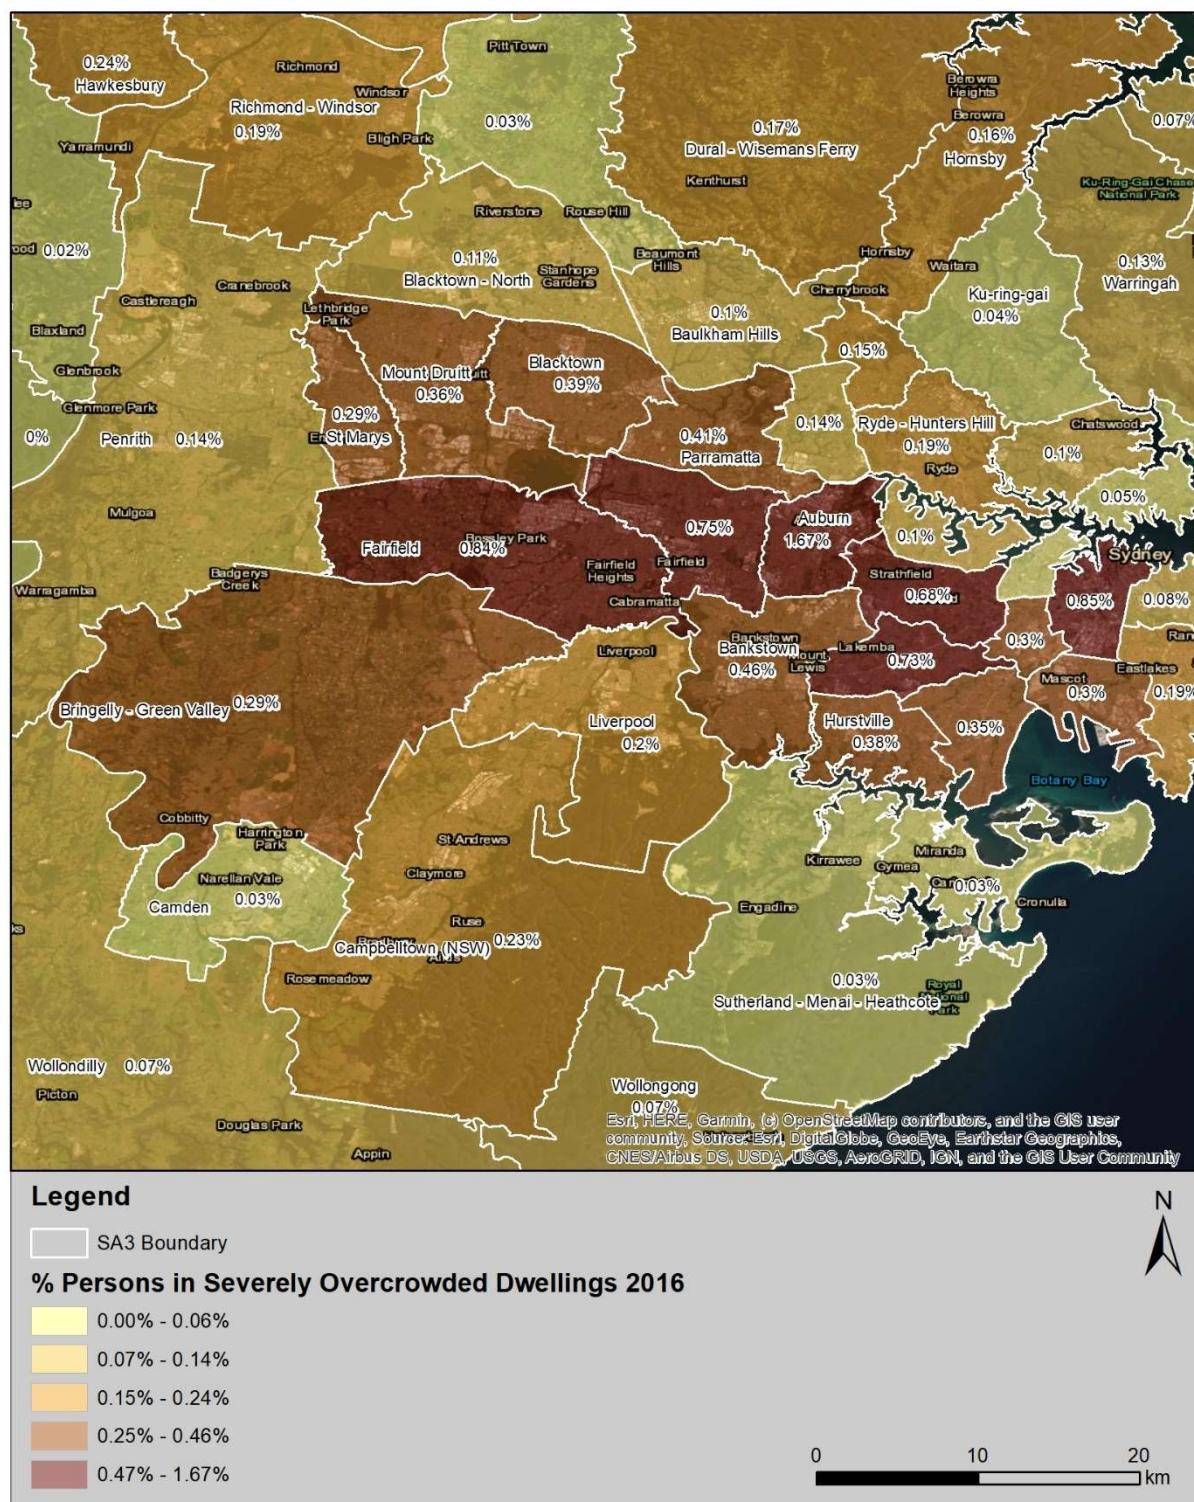 Pitt Town
0.24%
Hawkesbury
Richmond
Windsor
Richmond - Windsor
0.19%
Bligh Park
Yarramundi
0.03%
0.17%
Dural - Wisemans Ferry
Kenthurst
Berowra
Heights
Berowra
0.16%
Hornsby
0.07%
Ku-Ring-Gai Chase
National Park
lee
ood
0.02%
Riverstone
Rouse Hill
0.11%
Blacktown - North
Stanhope
Gardens
Beaumont
Hills
Hornsby
Waitara
0.13%
Warringah
Castlereagh
Cranebrook
Cherrybrook
Ku-ring-gai
0.04%
Lethbridge
Park
0.1%
Baulkham Hills
Blaxland
Glenbrook
Mount Druitt
itt
0.36%
Blacktown
0.39%
0.15%
Glenmore Park
0%
Penrith
0.14%
0.29%
St Marys
0.41%
Parramatta
0.14%
Ryde - Hunters Hill
0.19%
Ryde
Chatswood
0.1%
0.05%
Mulgoa
Fairfield
Bossley Park
0.84%
0.75%
Auburn
1.67%
0.1%
Sydney
Fairfield
Heights
Fairfield
Cabramatta
Strathfield
0.68%
0.85%
0.08%
Warragamba
Badgerys
Creek
Ran
Liverpool
Bankstown
Bankstown
0.46%
ount
Lewis
Lakemba
0.73%
0.3%
Eastlakes
Mascot
0.3%
0.19%
Bringelly - Green Valley
0.29%
Liverpool
0.2%
Hurstville
0.38%
0.35%
Botany Bay
Cobbitty
Harrington
Park
St Andrews
Claymore
Kirrawee
Miranda
Gymea
Narellan Vale
0.03%
Camden
0.03%
Cronulla
Engadine
Ruse
ks
Campbelltown (NSW)
0.23%
Rosemeadow
0.03%
Sutherland - Menai - Heathcote
Royal
National
Park
Wollondilly
0.07%
Picton
Douglas Park
Appin
Wollongong
0.07%
Esri, HERE, Garmin, (c) OpenStreetMap contributors, and the GIS user
community, Source: Esri, DigitalGlobe, GeoEye, Earthstar Geographics,
CNES/Airbus DS, USDA, USGS, AeroGRID, IGN, and the GIS User Community
Legend
SA3 Boundary
% Persons in Severely Overcrowded Dwellings 2016
0.00% - 0.06%
0.07% - 0.14%
0.15% - 0.24%
0.25% - 0.46%
0.47% - 1.67%
N
0
10
20
km